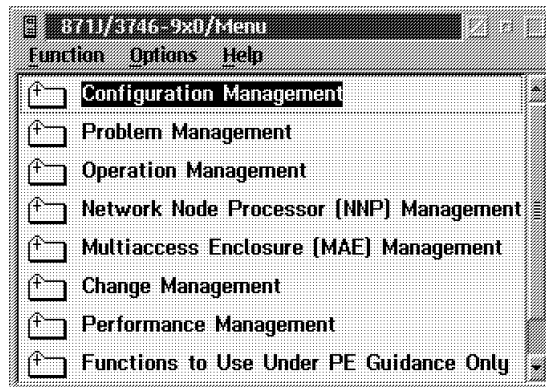 871J/3746-9x0/Menu
Function Options Help
Configuration Management
Problem Management
Operation Management
Network Node Processor (NNP) Management
Multiaccess Enclosure (MAE) Management
Change Management
Performance Management
Functions to Use Under PE Guidance Only